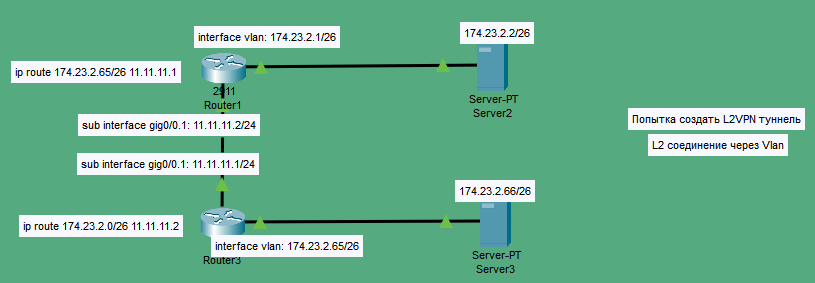 interface vlan: 174.23.2.1/26
174.23.2.2/26
ip route 174.23.2.65/26 11.11.11.1
2911
Router1
Server-PT
Server2
sub interface gig0/0.1: 11.11.11.2/24
Попытка создать L2VPN туннель
L2 соединение через Vlan
sub interface gig0/0.1: 11.11.11.1/24
174.23.2.66/26
ip route 174.23.2.0/26 11.11.11.2
interface vlan: 174.23.2.65/26
Router3
Server-PT
Server3